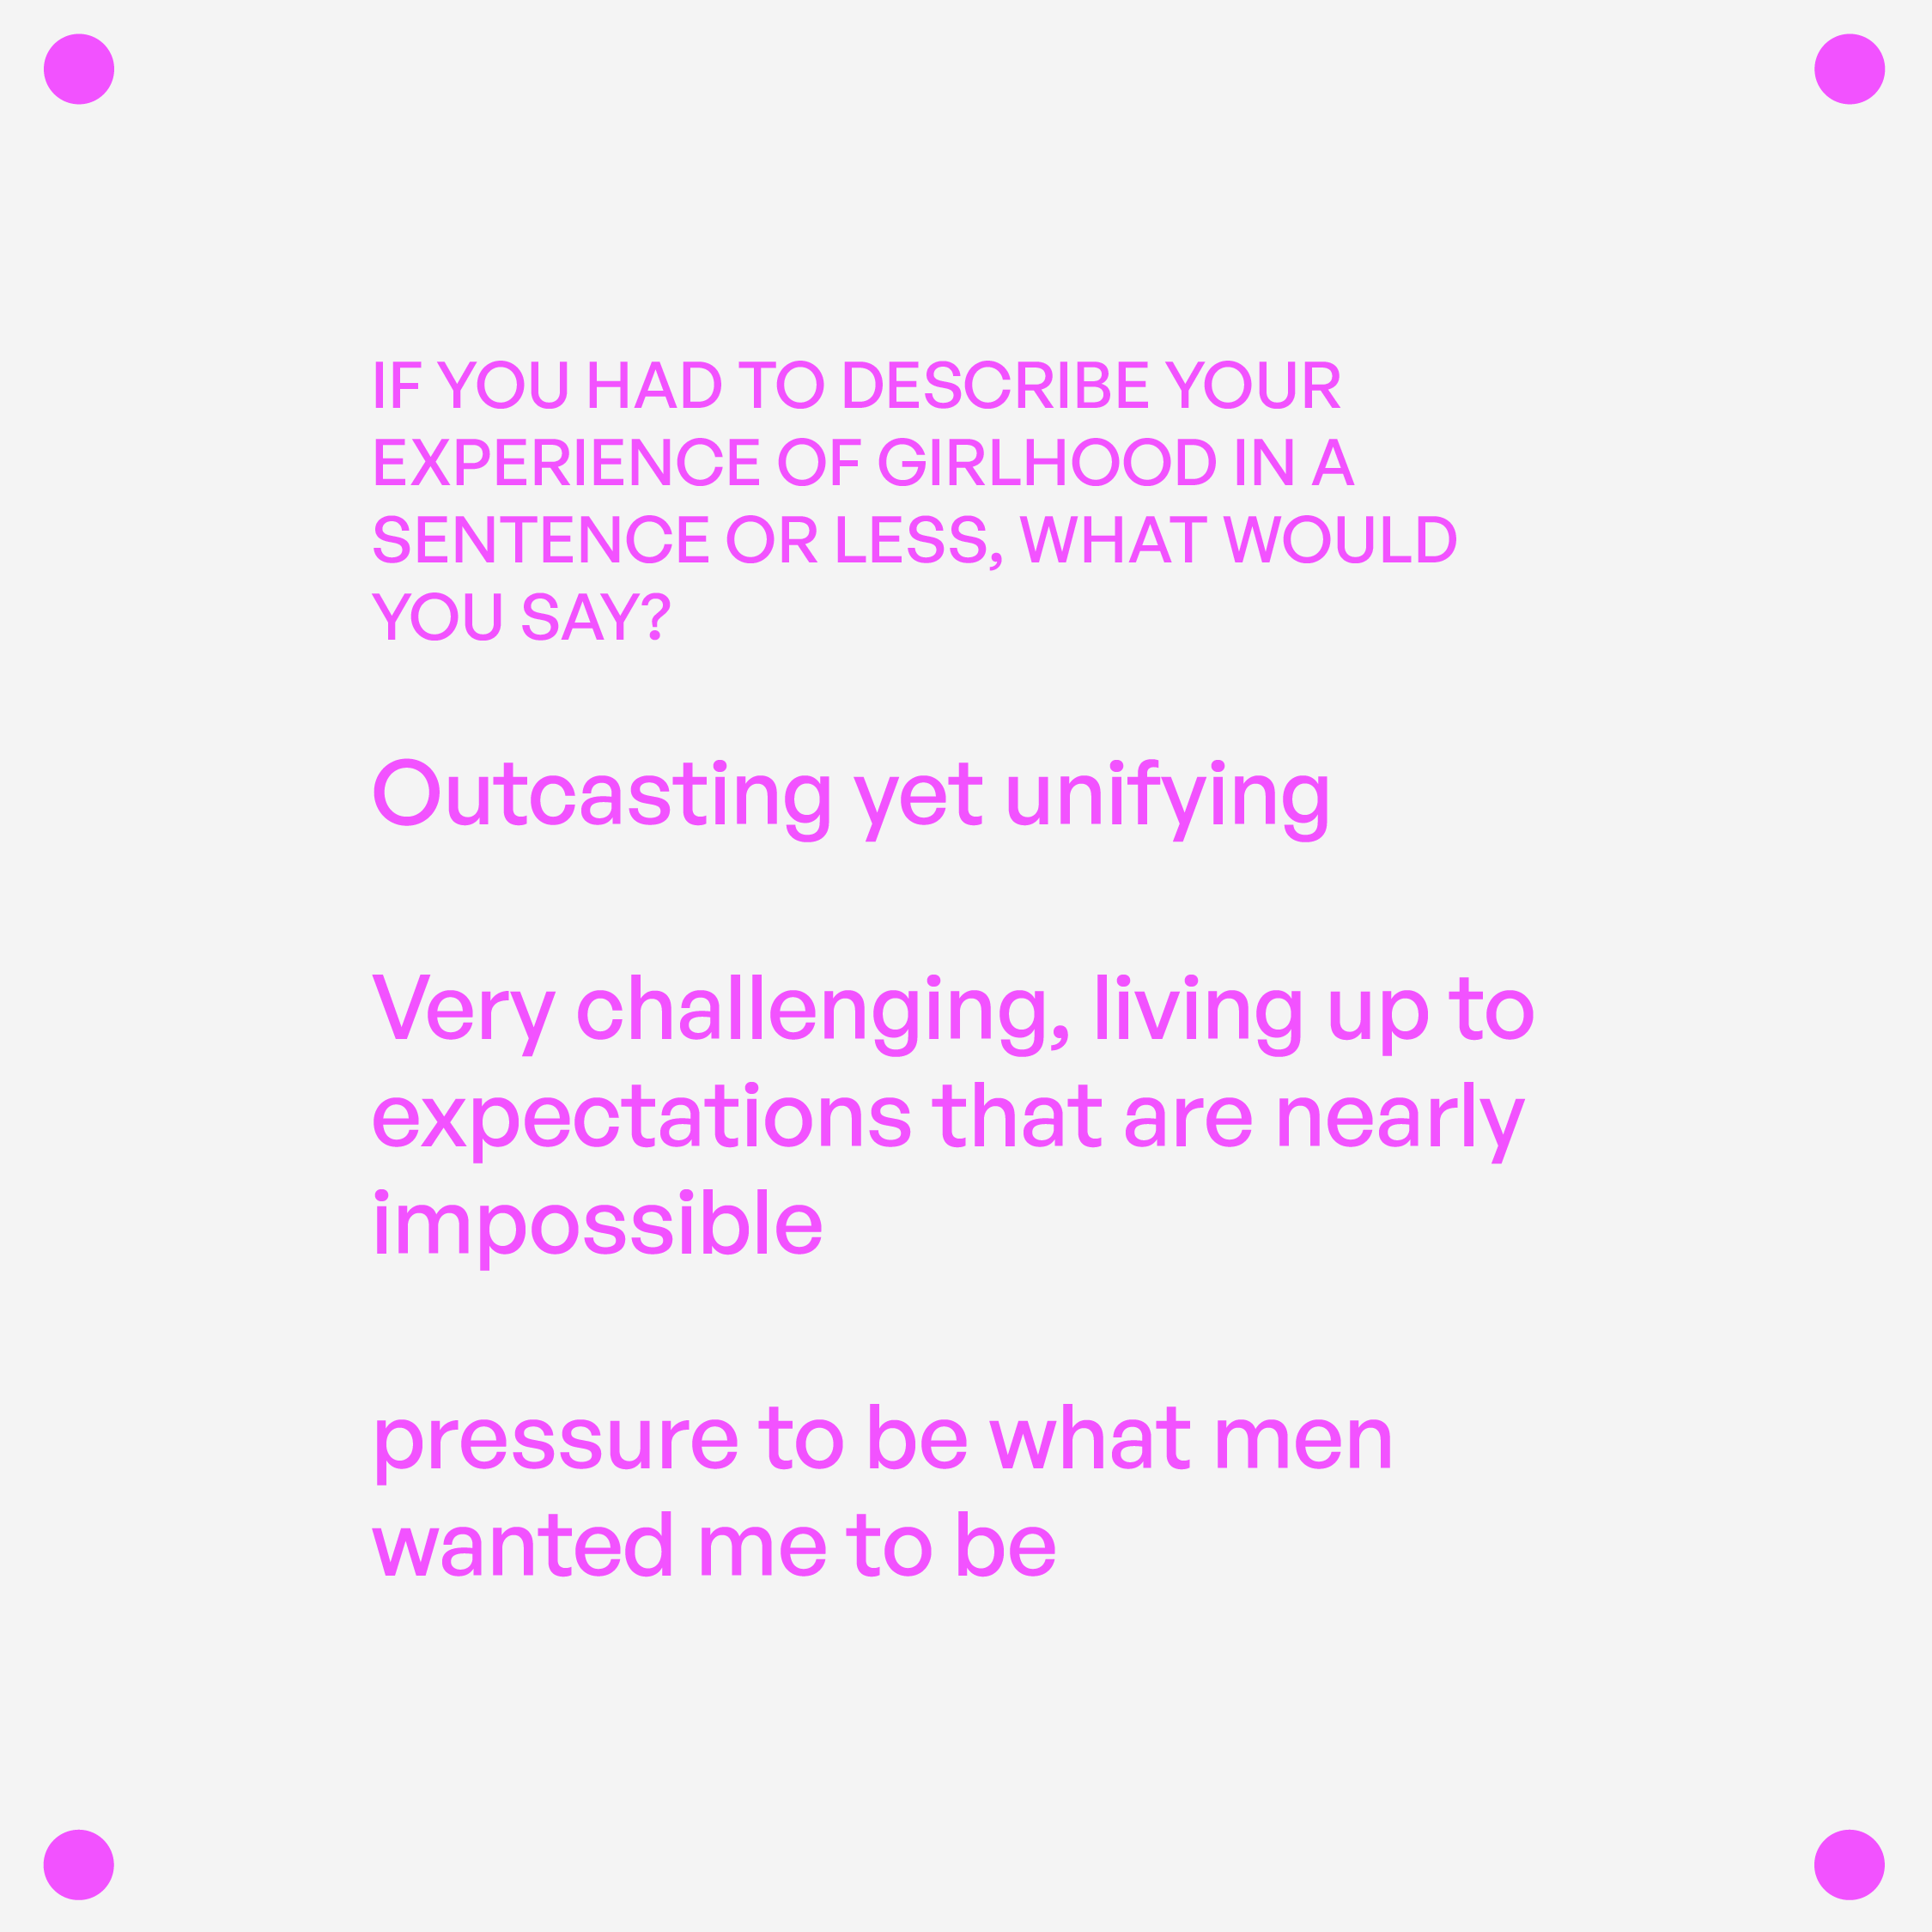 IF YOU HAD TO DESCRIBE YOUR
EXPERIENCE OF GIRLHOOD IN A
SENTENCE OR LESS, WHAT WOULD
YOU SAY?
Outcasting yet unifying
Very challenging, living up to
expectations that are nearly
impossible
pressure to be what men
wanted me to be